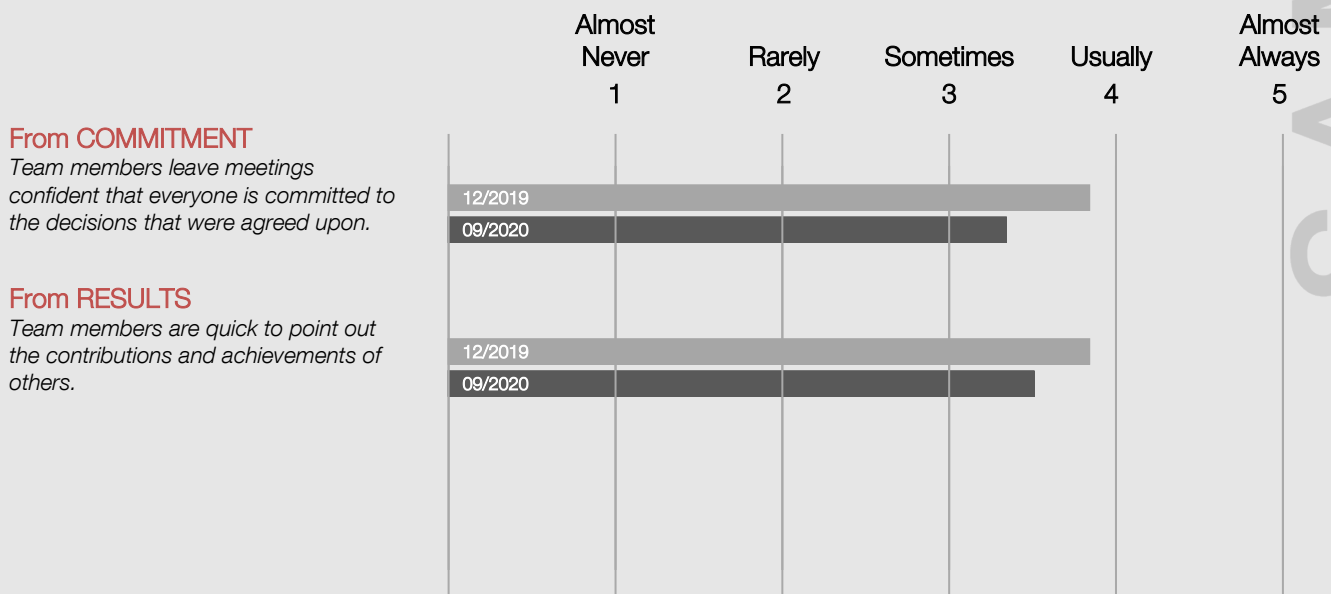 Almost
Never
1
Rarely
2
Sometimes
3
Usually
4
Almost
Always
5
From COMMITMENT
Team members leave meetings
confident that everyone is committed to
the decisions that were agreed upon.
12/2019
09/2020
From RESULTS
Team members are quick to point out
the contributions and achievements of
others.
12/2019
09/2020